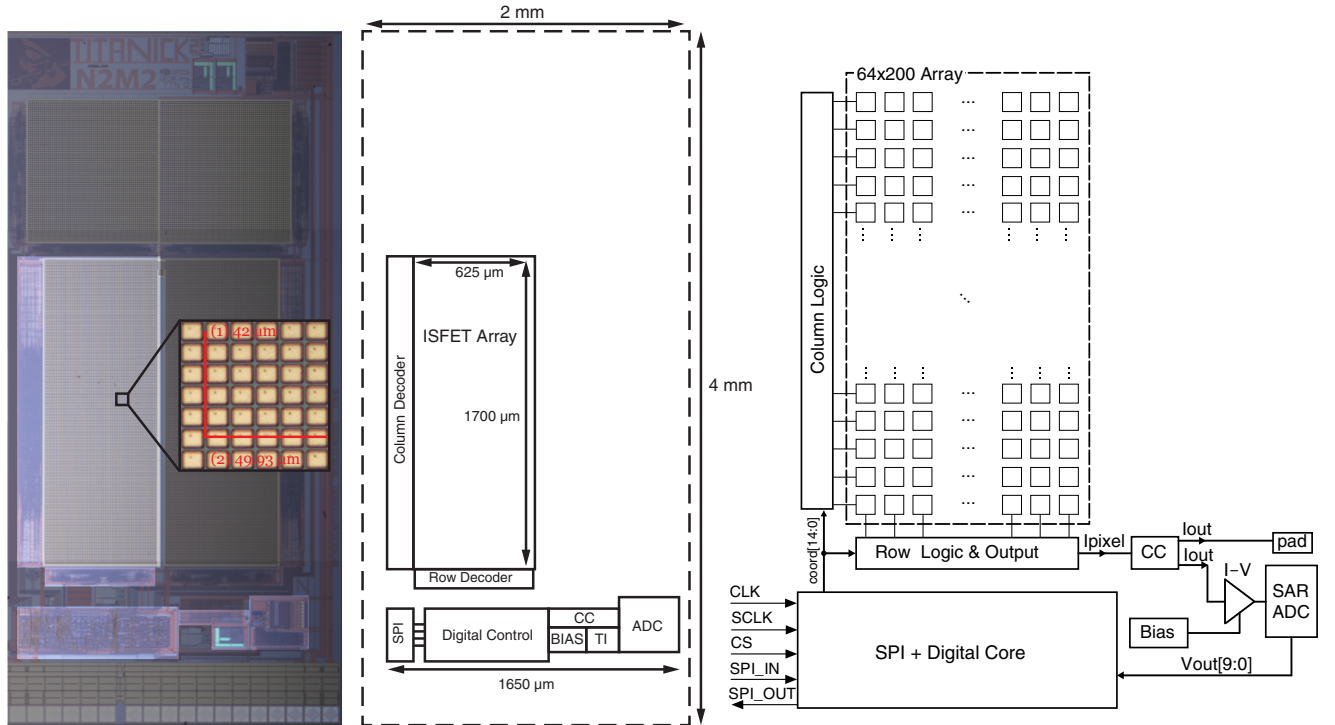 TITANICK
N2M2
(1) 42 µm
(2) 49.93 µm
2 mm
625 µm
ISFET Array
Column Decoder
1700 µm
4 mm
Row Decoder
SPI
Digital Control
CC
BIAS
TI
ADC
1650 µm
64x200 Array
...
...
...
...
...
Column Logic
...
...
...
...
...
coord[14:0]
Row Logic & Output
Ipixel
CC
Iout
pad
Iout
I-V
SAR
ADC
Bias
Vout[9:0]
CLK
SCLK
CS
SPI_IN
SPI_OUT
SPI + Digital Core